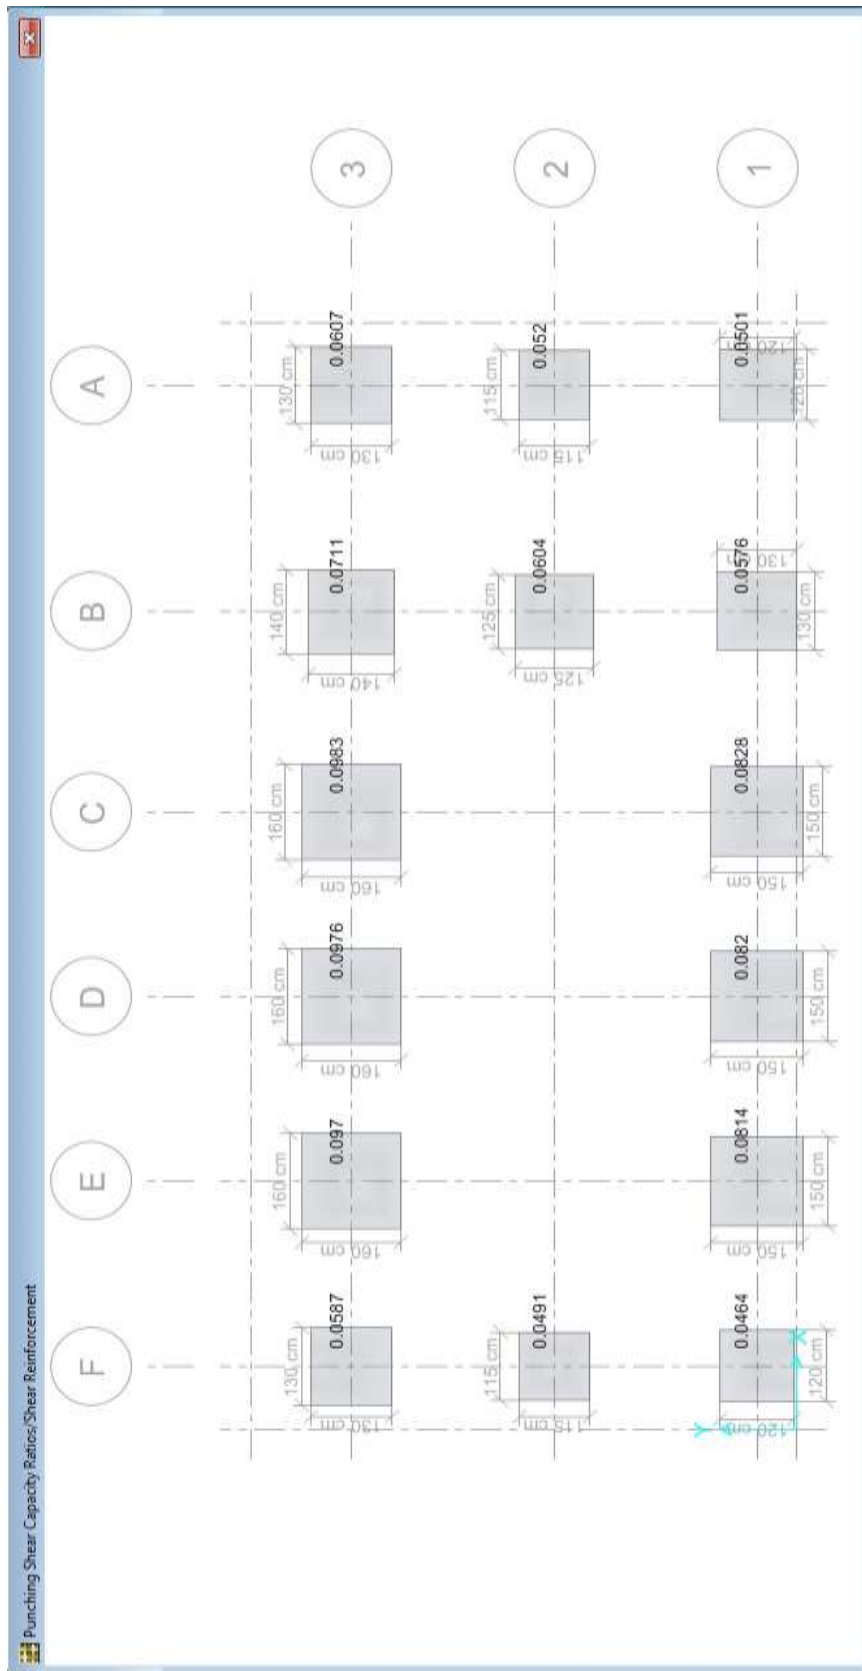 Punching Shear Capacity Ratios/Shear Reinforcement
F
E
D
C
B
A
130 cm
160 cm
160 cm
160 cm
140 cm
130 cm
0.0587
0.097
0.0976
0.0983
0.0711
0.0607
3
130 cm
160 cm
160 cm
160 cm
140 cm
130 cm
115 cm
125 cm
115 cm
0.0491
0.0604
0.052
2
115 cm
125 cm
115 cm
0.0464
0.0814
0.082
0.0828
0.0576
0.0501
1
120 cm
150 cm
150 cm
150 cm
130 cm
120 cm
120 cm
150 cm
150 cm
150 cm
130 cm
120 cm
Y
X